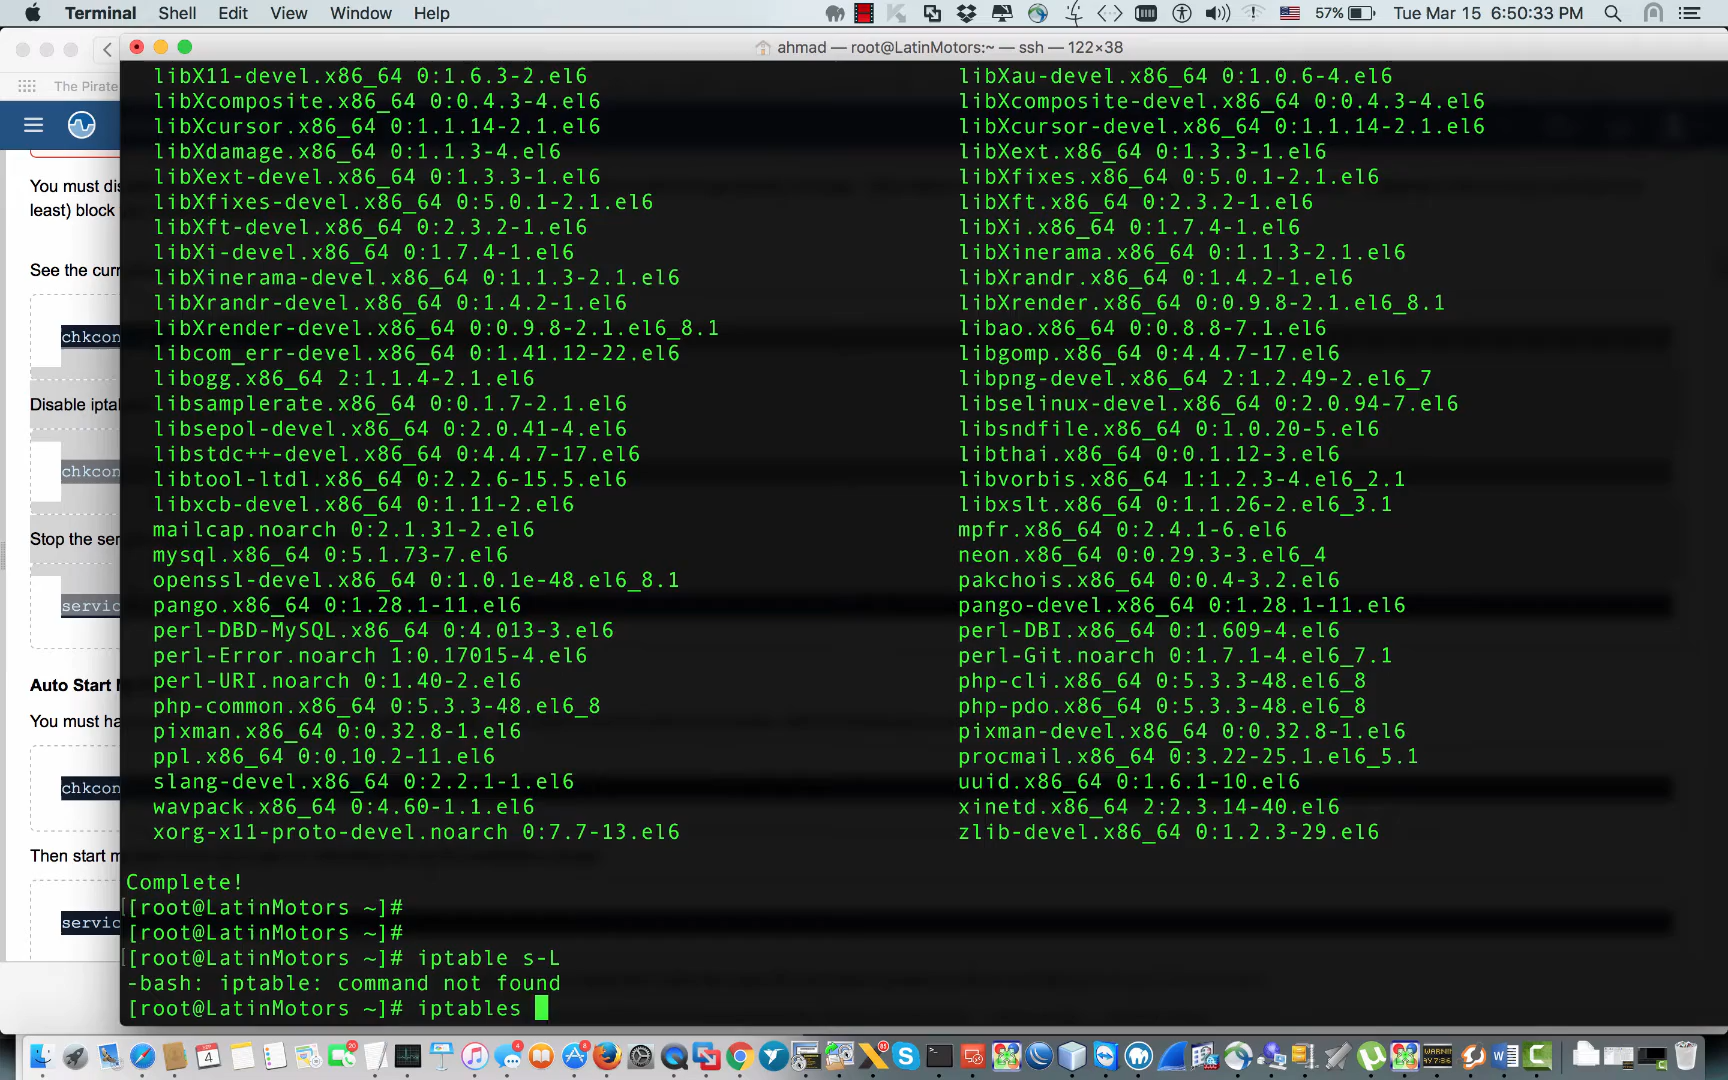 Terminal Shell Edit View Window Help 57% Tue Mar 15 6:50:33 PM
ahmad — root@LatinMotors:~ — ssh — 122×38
The Pirate
libX11-devel.x86_64 0:1.6.3-2.el6 libXau-devel.x86_64 0:1.0.6-4.el6
libXcomposite.x86_64 0:0.4.3-4.el6 libXcomposite-devel.x86_64 0:0.4.3-4.el6
libXcursor.x86_64 0:1.1.14-2.1.el6 libXcursor-devel.x86_64 0:1.1.14-2.1.el6
libXdamage.x86_64 0:1.1.3-4.el6 libXext.x86_64 0:1.3.3-1.el6
libXext-devel.x86_64 0:1.3.3-1.el6 libXfixes.x86_64 0:5.0.1-2.1.el6
libXfixes-devel.x86_64 0:5.0.1-2.1.el6 libXft.x86_64 0:2.3.2-1.el6
libXft-devel.x86_64 0:2.3.2-1.el6 libXi.x86_64 0:1.7.4-1.el6
libXi-devel.x86_64 0:1.7.4-1.el6 libXinerama.x86_64 0:1.1.3-2.1.el6
libXinerama-devel.x86_64 0:1.1.3-2.1.el6 libXrandr.x86_64 0:1.4.2-1.el6
libXrandr-devel.x86_64 0:1.4.2-1.el6 libXrender.x86_64 0:0.9.8-2.1.el6_8.1
libXrender-devel.x86_64 0:0.9.8-2.1.el6_8.1 libao.x86_64 0:0.8.8-7.1.el6
libcom_err-devel.x86_64 0:1.41.12-22.el6 libgomp.x86_64 0:4.4.7-17.el6
libogg.x86_64 2:1.1.4-2.1.el6 libpng-devel.x86_64 2:1.2.49-2.el6_7
libsamplerate.x86_64 0:0.1.7-2.1.el6 libselinux-devel.x86_64 0:2.0.94-7.el6
libsepol-devel.x86_64 0:2.0.41-4.el6 libsndfile.x86_64 0:1.0.20-5.el6
libstdc++-devel.x86_64 0:4.4.7-17.el6 libthai.x86_64 0:0.1.12-3.el6
libtool-ltdl.x86_64 0:2.2.6-15.5.el6 libvorbis.x86_64 1:1.2.3-4.el6_2.1
libxcb-devel.x86_64 0:1.11-2.el6 libxslt.x86_64 0:1.1.26-2.el6_3.1
mailcap.noarch 0:2.1.31-2.el6 mpfr.x86_64 0:2.4.1-6.el6
mysql.x86_64 0:5.1.73-7.el6 neon.x86_64 0:0.29.3-3.el6_4
openssl-devel.x86_64 0:1.0.1e-48.el6_8.1 pakchois.x86_64 0:0.4-3.2.el6
pango.x86_64 0:1.28.1-11.el6 pango-devel.x86_64 0:1.28.1-11.el6
perl-DBD-MySQL.x86_64 0:4.013-3.el6 perl-DBI.x86_64 0:1.609-4.el6
perl-Error.noarch 1:0.17015-4.el6 perl-Git.noarch 0:1.7.1-4.el6_7.1
perl-URI.noarch 0:1.40-2.el6 php-cli.x86_64 0:5.3.3-48.el6_8
php-common.x86_64 0:5.3.3-48.el6_8 php-pdo.x86_64 0:5.3.3-48.el6_8
pixman.x86_64 0:0.32.8-1.el6 pixman-devel.x86_64 0:0.32.8-1.el6
ppl.x86_64 0:0.10.2-11.el6 procmail.x86_64 0:3.22-25.1.el6_5.1
slang-devel.x86_64 0:2.2.1-1.el6 uuid.x86_64 0:1.6.1-10.el6
wavpack.x86_64 0:4.60-1.1.el6 xinetd.x86_64 2:2.3.14-40.el6
xorg-x11-proto-devel.noarch 0:7.7-13.el6 zlib-devel.x86_64 0:1.2.3-29.el6
Complete!
[root@LatinMotors ~]#
[root@LatinMotors ~]#
[root@LatinMotors ~]# iptable s-L
-bash: iptable: command not found
[root@LatinMotors ~]# iptables
You must dis
least) block
See the curr
chkcon
Disable iptab
chkcon
Stop the ser
servic
Auto Start M
You must ha
chkcon
Then start m
servic